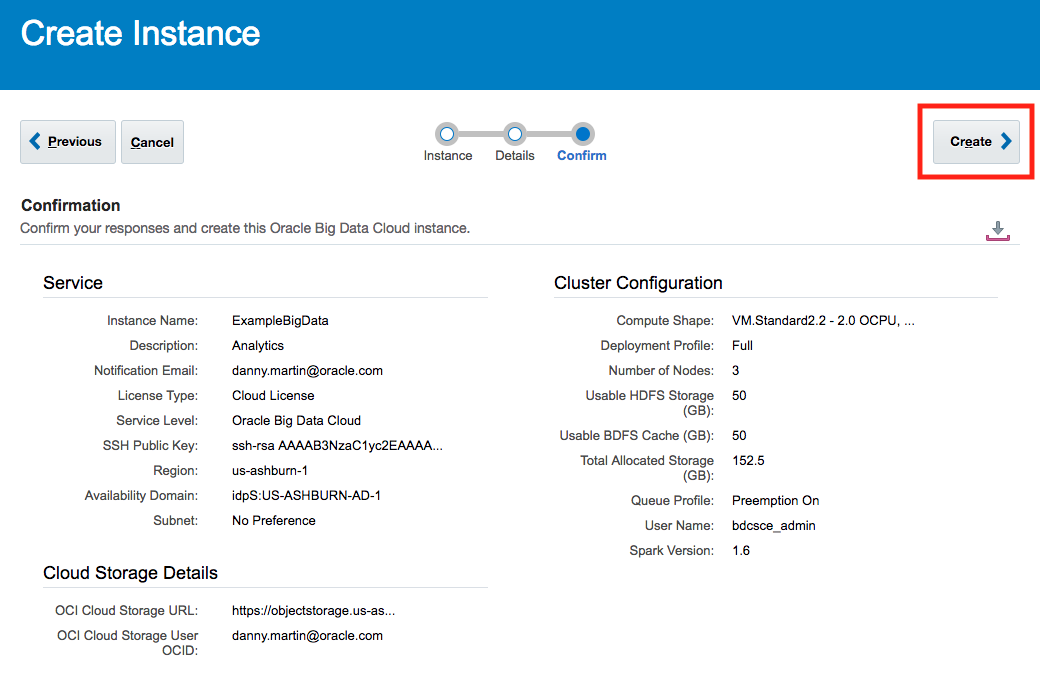 Create Instance
Previous
Cancel
Instance
Details
Confirm
Create
Confirmation
Confirm your responses and create this Oracle Big Data Cloud instance.
Service
Instance Name: ExampleBigData
Description: Analytics
Notification Email: danny.martin@oracle.com
License Type: Cloud License
Service Level: Oracle Big Data Cloud
SSH Public Key: ssh-rsa AAAAB3NzaC1yc2EAAAA...
Region: us-ashburn-1
Availability Domain: idpS:US-ASHBURN-AD-1
Subnet: No Preference
Cloud Storage Details
OCI Cloud Storage URL: https://objectstorage.us-as...
OCI Cloud Storage User danny.martin@oracle.com
OCID:
Cluster Configuration
Compute Shape: VM.Standard2.2 - 2.0 OCPU, ...
Deployment Profile: Full
Number of Nodes: 3
Usable HDFS Storage 50
(GB):
Usable BDFS Cache (GB): 50
Total Allocated Storage 152.5
(GB):
Queue Profile: Preemption On
User Name: bdcsce_admin
Spark Version: 1.6